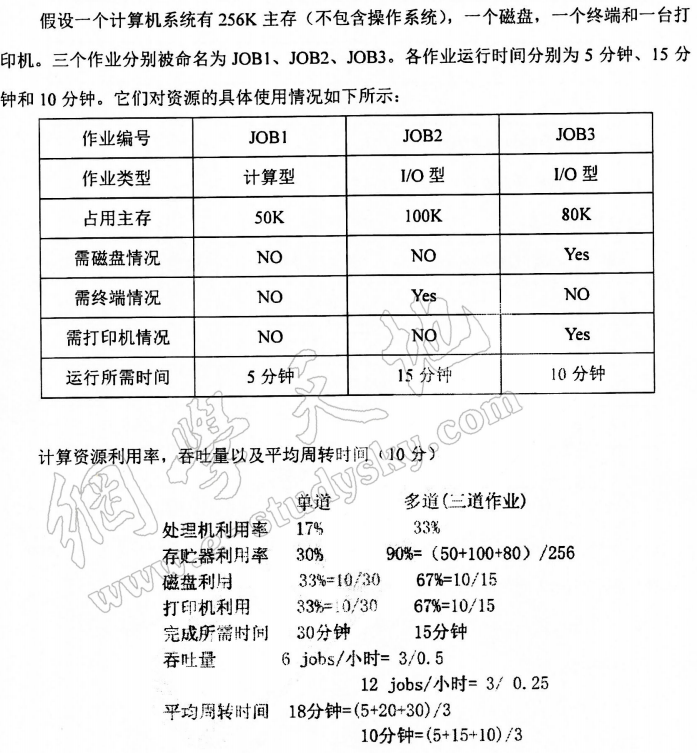 假设一个计算机系统有 256K 主存（不包含操作系统），一个磁盘，一个终端和一台打
印机。三个作业分别被命名为 JOB1、JOB2、JOB3。各作业运行时间分别为 5 分钟、15 分
钟和 10 分钟。它们对资源的具体使用情况如下所示：
作业编号 JOB1 JOB2 JOB3
作业类型 计算型 I/O 型 I/O 型
占用主存 50K 100K 80K
需磁盘情况 NO NO Yes
需终端情况 NO Yes NO
需打印机情况 NO NO Yes
运行所需时间 5 分钟 15 分钟 10 分钟
计算资源利用率，吞吐量以及平均周转时间（10 分）
单道 多道(三道作业)
处理机利用率 17% 33%
存贮器利用率 30% 90%=（50+100+80）/256
磁盘利用 33%=10/30 67%=10/15
打印机利用 33%=10/30 67%=10/15
完成所需时间 30分钟 15分钟
吞吐量 6 jobs/小时= 3/0.5
12 jobs/小时= 3/ 0.25
平均周转时间 18分钟=(5+20+30)/3
10分钟=(5+15+10)/3
網學天地
www.e-studysky.com